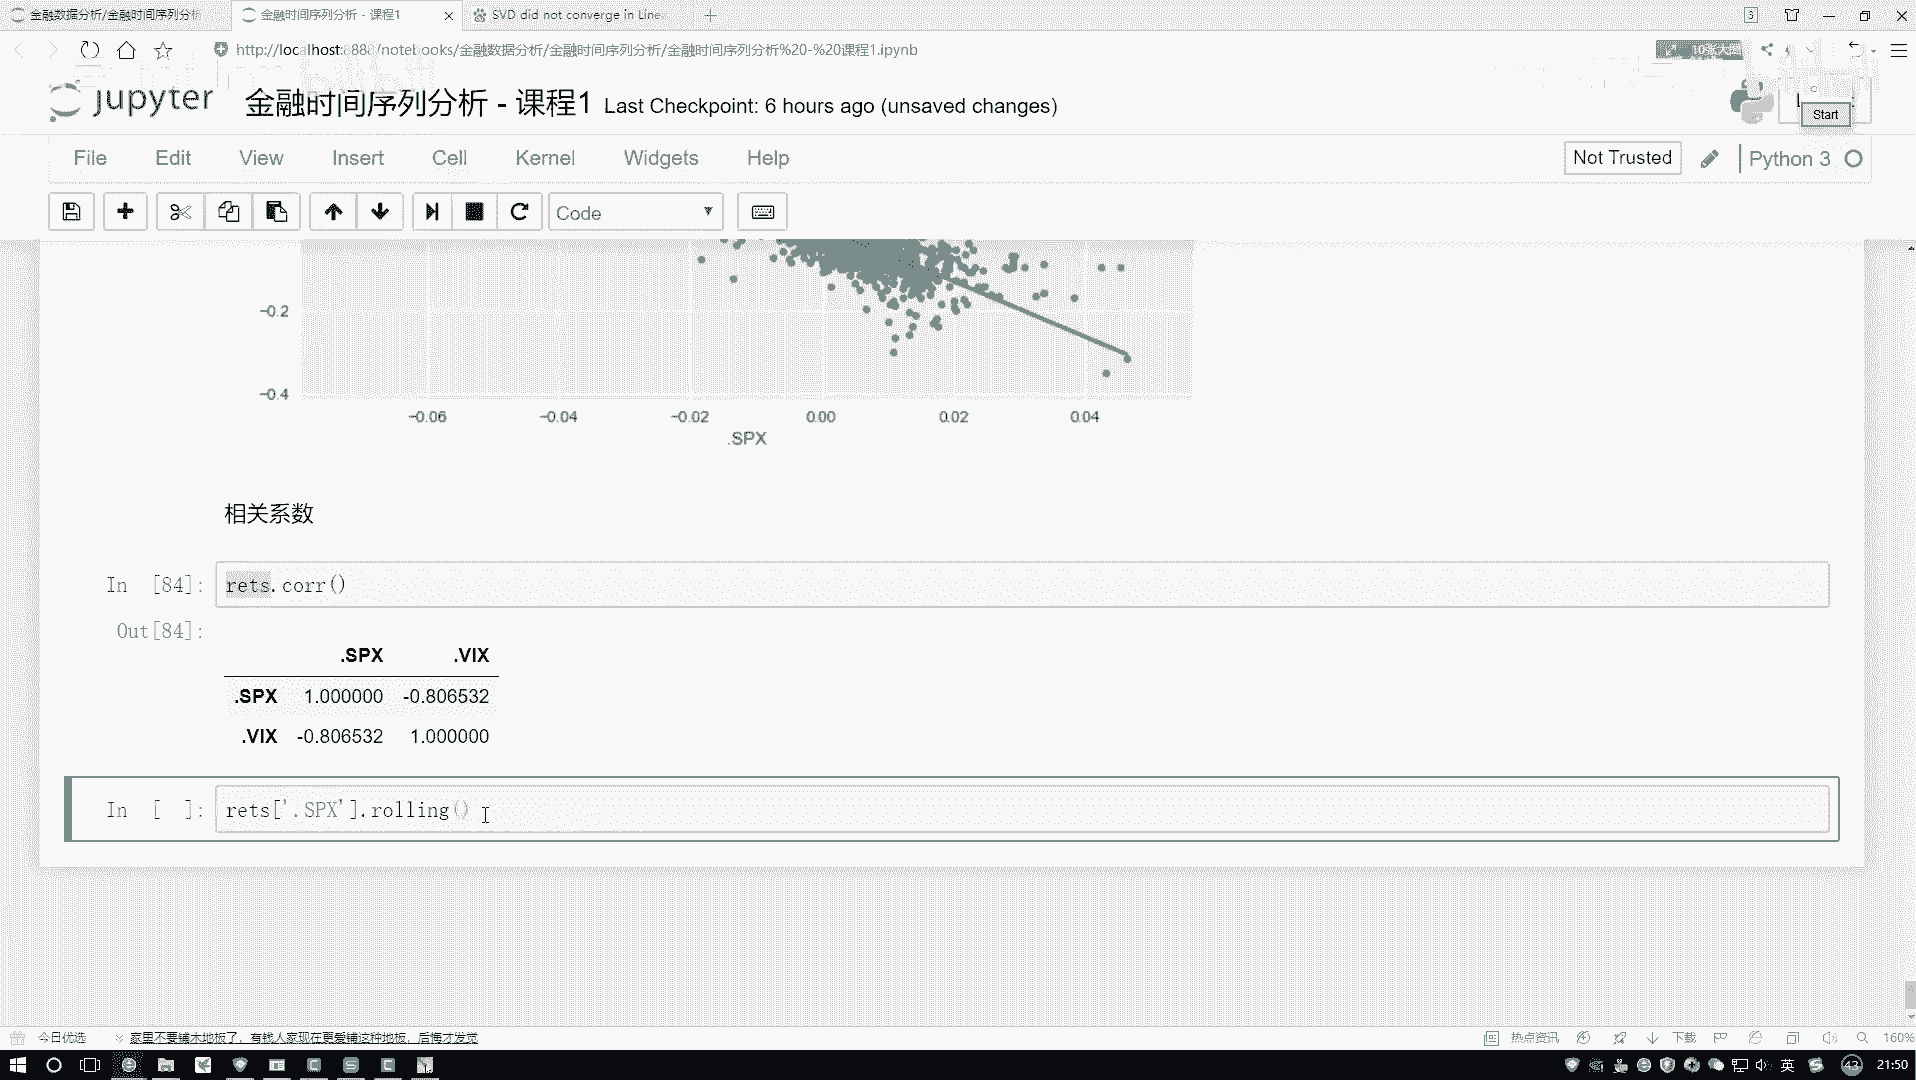 金融数据分析/金融时间序列分析
金融时间序列分析 - 课程1
SVD did not converge in Line
3
http://localhost:888/notebooks/金融数据分析/金融时间序列分析/金融时间序列分析%20-%20课程1.ipynb
10张大图
jupyter
金融时间序列分析 - 课程1 Last Checkpoint: 6 hours ago (unsaved changes)
Start
File Edit View Insert Cell Kernel Widgets Help
Not Trusted
Python 3
Code
−0.2
−0.4
−0.06 −0.04 −0.02 0.00 0.02 0.04
.SPX
相关系数
In [84]: rets.corr()
Out[84]:
.SPX .VIX
.SPX 1.000000 -0.806532
.VIX -0.806532 1.000000
In [ ]: rets['.SPX'].rolling()
今日优选
家里不要铺木地板了，有钱人家现在更爱铺这种地板，后悔才发觉
热点资讯
下载
160%
英
43
21:50